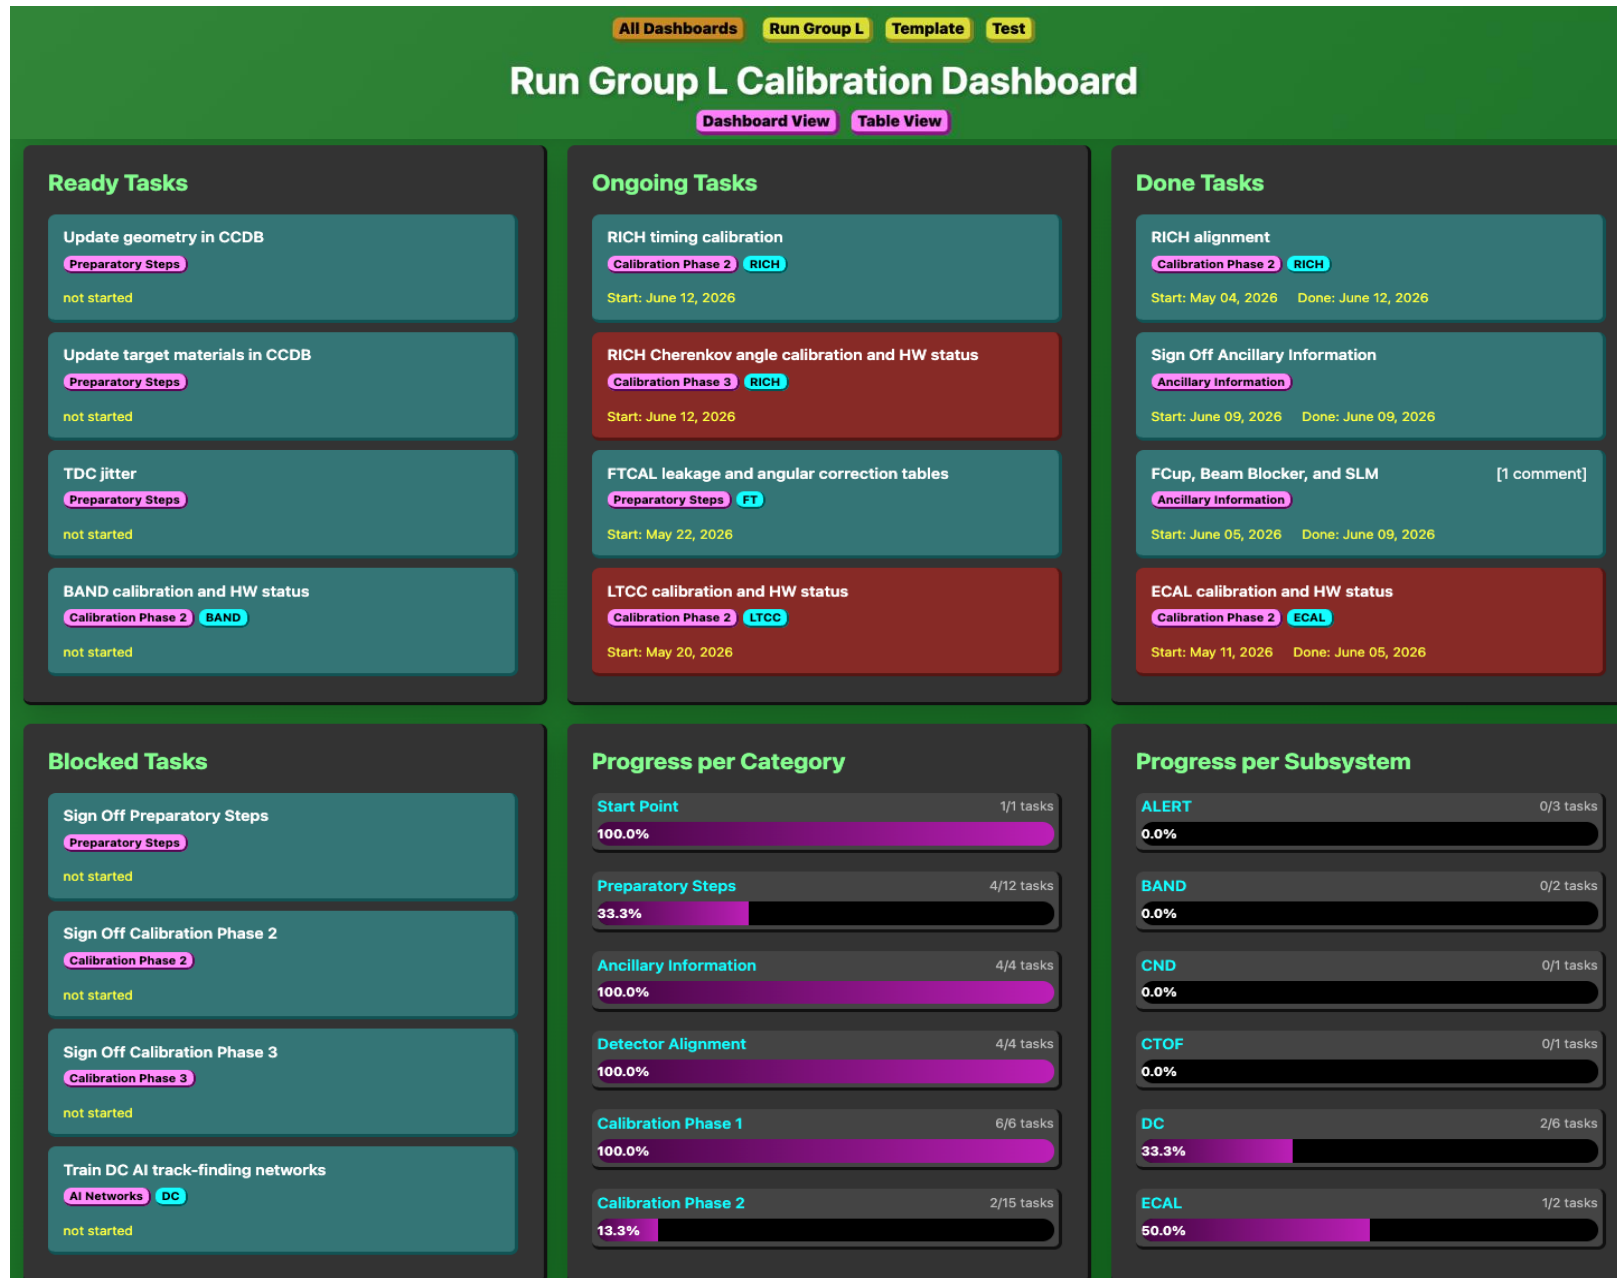 All Dashboards Run Group L Template Test
Run Group L Calibration Dashboard
Dashboard View Table View
Ready Tasks
Update geometry in CCDB
Preparatory Steps
not started
Update target materials in CCDB
Preparatory Steps
not started
TDC jitter
Preparatory Steps
not started
BAND calibration and HW status
Calibration Phase 2 BAND
not started
Ongoing Tasks
RICH timing calibration
Calibration Phase 2 RICH
Start: June 12, 2026
RICH Cherenkov angle calibration and HW status
Calibration Phase 3 RICH
Start: June 12, 2026
FTCAL leakage and angular correction tables
Preparatory Steps FT
Start: May 22, 2026
LTCC calibration and HW status
Calibration Phase 2 LTCC
Start: May 20, 2026
Done Tasks
RICH alignment
Calibration Phase 2 RICH
Start: May 04, 2026 Done: June 12, 2026
Sign Off Ancillary Information
Ancillary Information
Start: June 09, 2026 Done: June 09, 2026
FCup, Beam Blocker, and SLM [1 comment]
Ancillary Information
Start: June 05, 2026 Done: June 09, 2026
ECAL calibration and HW status
Calibration Phase 2 ECAL
Start: May 11, 2026 Done: June 05, 2026
Blocked Tasks
Sign Off Preparatory Steps
Preparatory Steps
not started
Sign Off Calibration Phase 2
Calibration Phase 2
not started
Sign Off Calibration Phase 3
Calibration Phase 3
not started
Train DC AI track-finding networks
AI Networks DC
not started
Progress per Category
Start Point 1/1 tasks
100.0%
Preparatory Steps 4/12 tasks
33.3%
Ancillary Information 4/4 tasks
100.0%
Detector Alignment 4/4 tasks
100.0%
Calibration Phase 1 6/6 tasks
100.0%
Calibration Phase 2 2/15 tasks
13.3%
Progress per Subsystem
ALERT 0/3 tasks
0.0%
BAND 0/2 tasks
0.0%
CND 0/1 tasks
0.0%
CTOF 0/1 tasks
0.0%
DC 2/6 tasks
33.3%
ECAL 1/2 tasks
50.0%